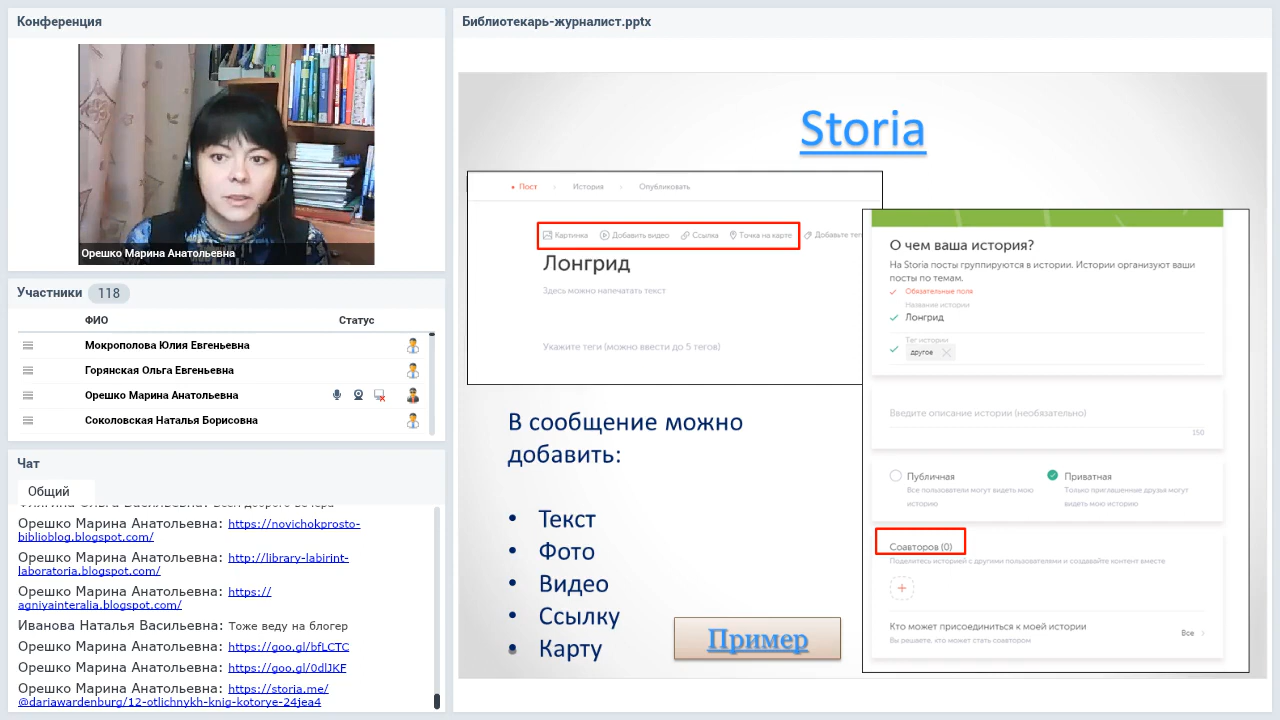 Конференция
Орешко Марина Анатольевна
Участники 118
ФИО Статус
Мокрополова Юлия Евгеньевна
Горянская Ольга Евгеньевна
Орешко Марина Анатольевна
Соколовская Наталья Борисовна
Чат
Общий
Орешко Марина Анатольевна: https://novichokprosto-
biblioblog.blogspot.com/
Орешко Марина Анатольевна: http://library-labirint-
laboratoria.blogspot.com/
Орешко Марина Анатольевна: https://
agniyainteralia.blogspot.com/
Иванова Наталья Васильевна: Тоже веду на блогер
Орешко Марина Анатольевна: https://goo.gl/bfLCTC
Орешко Марина Анатольевна: https://goo.gl/0dlJKF
Орешко Марина Анатольевна: https://storia.me/
@dariawardenburg/12-otlichnykh-knig-kotorye-24jea4
Библиотекарь-журналист.pptx
Storia
Пост История Опубликовать
Картинка Добавить видео Ссылка Точка на карте Добавьте
Лонгрид
Здесь можно напечатать текст
Укажите теги (можно ввести до 5 тегов)
О чем ваша история?
На Storia посты группируются в истории. Истории организуют ваши
посты по темам.
Обязательные поля
Название истории
Лонгрид
Тег истории
другое
Введите описание истории (необязательно)
150
Публичная
Все пользователи могут видеть мою
историю
Приватная
Только приглашенные друзья могут
видеть мою историю
Соавторов (0)
Поделитесь историей с другими пользователями и создавайте контент вместе
+
Кто может присоединиться к моей истории
Вы решаете, кто может стать соавтором
Все
В сообщение можно
добавить:
• Текст
• Фото
• Видео
• Ссылку
• Карту
Пример